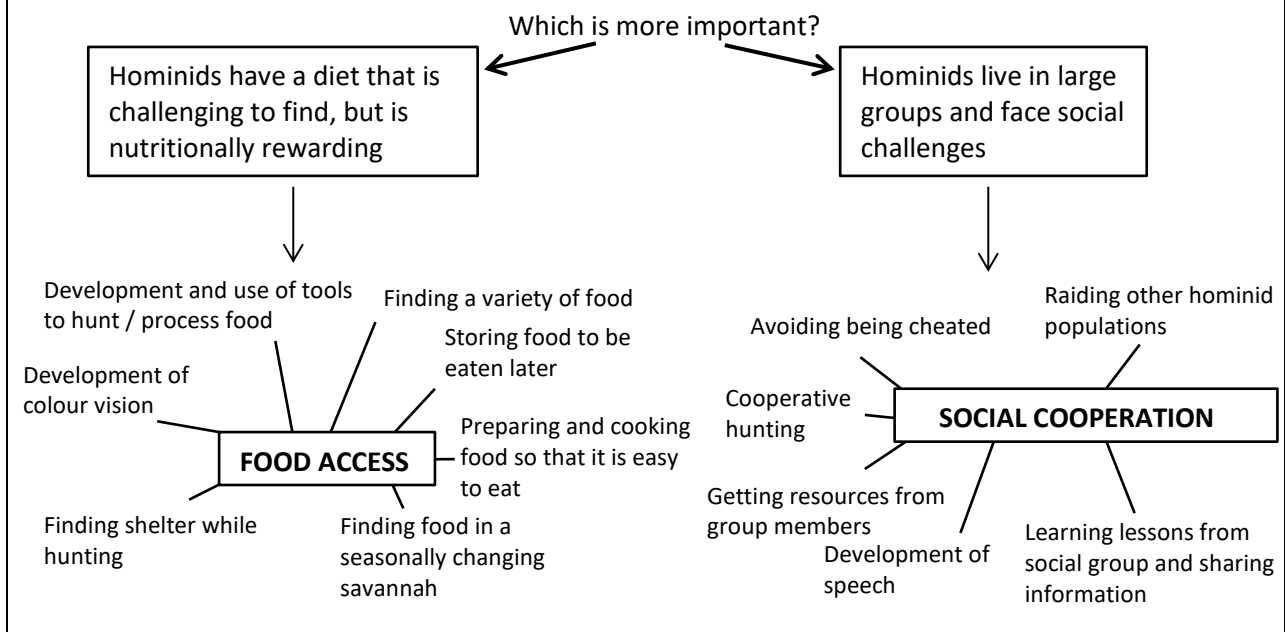 Which is more important?
Hominids have a diet that is
challenging to find, but is
nutritionally rewarding
Hominids live in large
groups and face social
challenges
Development and use of tools
to hunt / process food
Finding a variety of food
Storing food to be
eaten later
Development of
colour vision
Preparing and cooking
food so that it is easy
to eat
FOOD ACCESS
Finding shelter while
hunting
Finding food in a
seasonally changing
savannah
Raiding other hominid
populations
Avoiding being cheated
Cooperative
hunting
SOCIAL COOPERATION
Getting resources from
group members
Development of
speech
Learning lessons from
social group and sharing
information